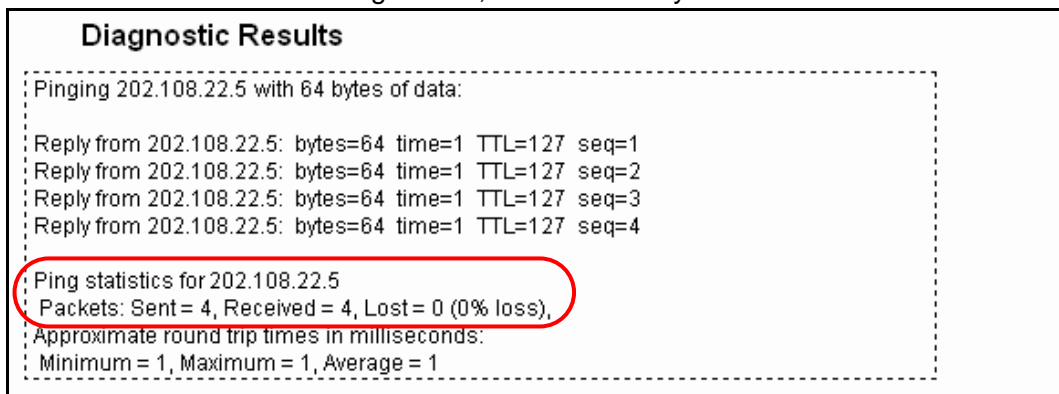 Diagnostic Results
Pinging 202.108.22.5 with 64 bytes of data:
Reply from 202.108.22.5: bytes=64 time=1 TTL=127 seq=1
Reply from 202.108.22.5: bytes=64 time=1 TTL=127 seq=2
Reply from 202.108.22.5: bytes=64 time=1 TTL=127 seq=3
Reply from 202.108.22.5: bytes=64 time=1 TTL=127 seq=4
Ping statistics for 202.108.22.5
Packets: Sent = 4, Received = 4, Lost = 0 (0% loss),
Approximate round trip times in milliseconds:
Minimum = 1, Maximum = 1, Average = 1